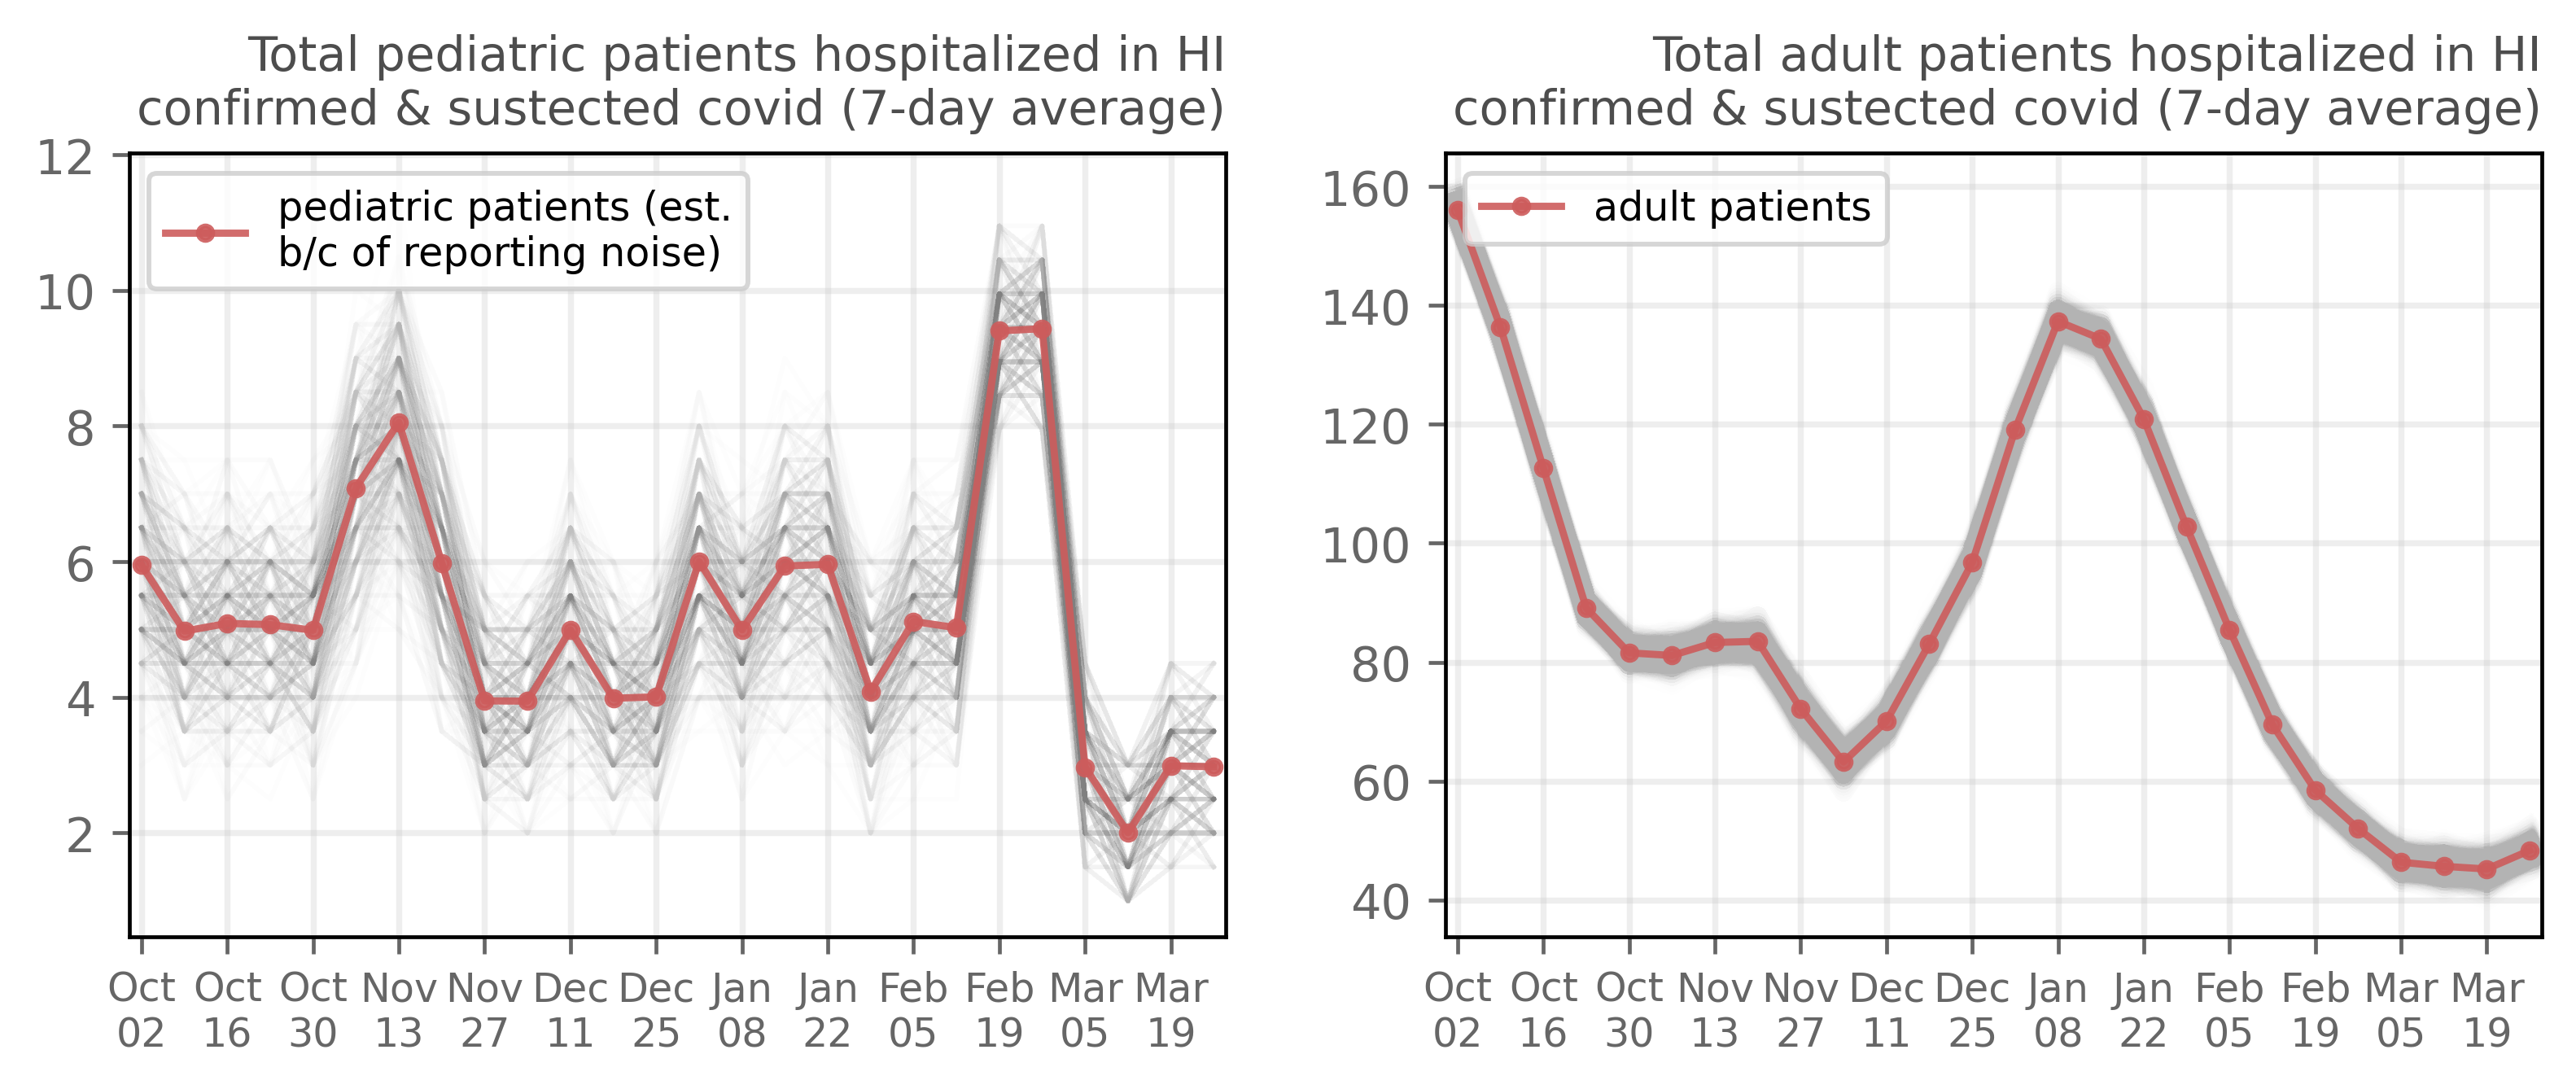 Total pediatric patients hospitalized in HI
confirmed & sustected covid (7-day average)
12
10
8
6
4
2
pediatric patients (est.
b/c of reporting noise)
Oct Oct Oct Nov Nov Dec Dec Jan Jan Feb Feb Mar Mar
02 16 30 13 27 11 25 08 22 05 19 05 19
Total adult patients hospitalized in HI
confirmed & sustected covid (7-day average)
160
140
120
100
80
60
40
adult patients
Oct Oct Oct Nov Nov Dec Dec Jan Jan Feb Feb Mar Mar
02 16 30 13 27 11 25 08 22 05 19 05 19